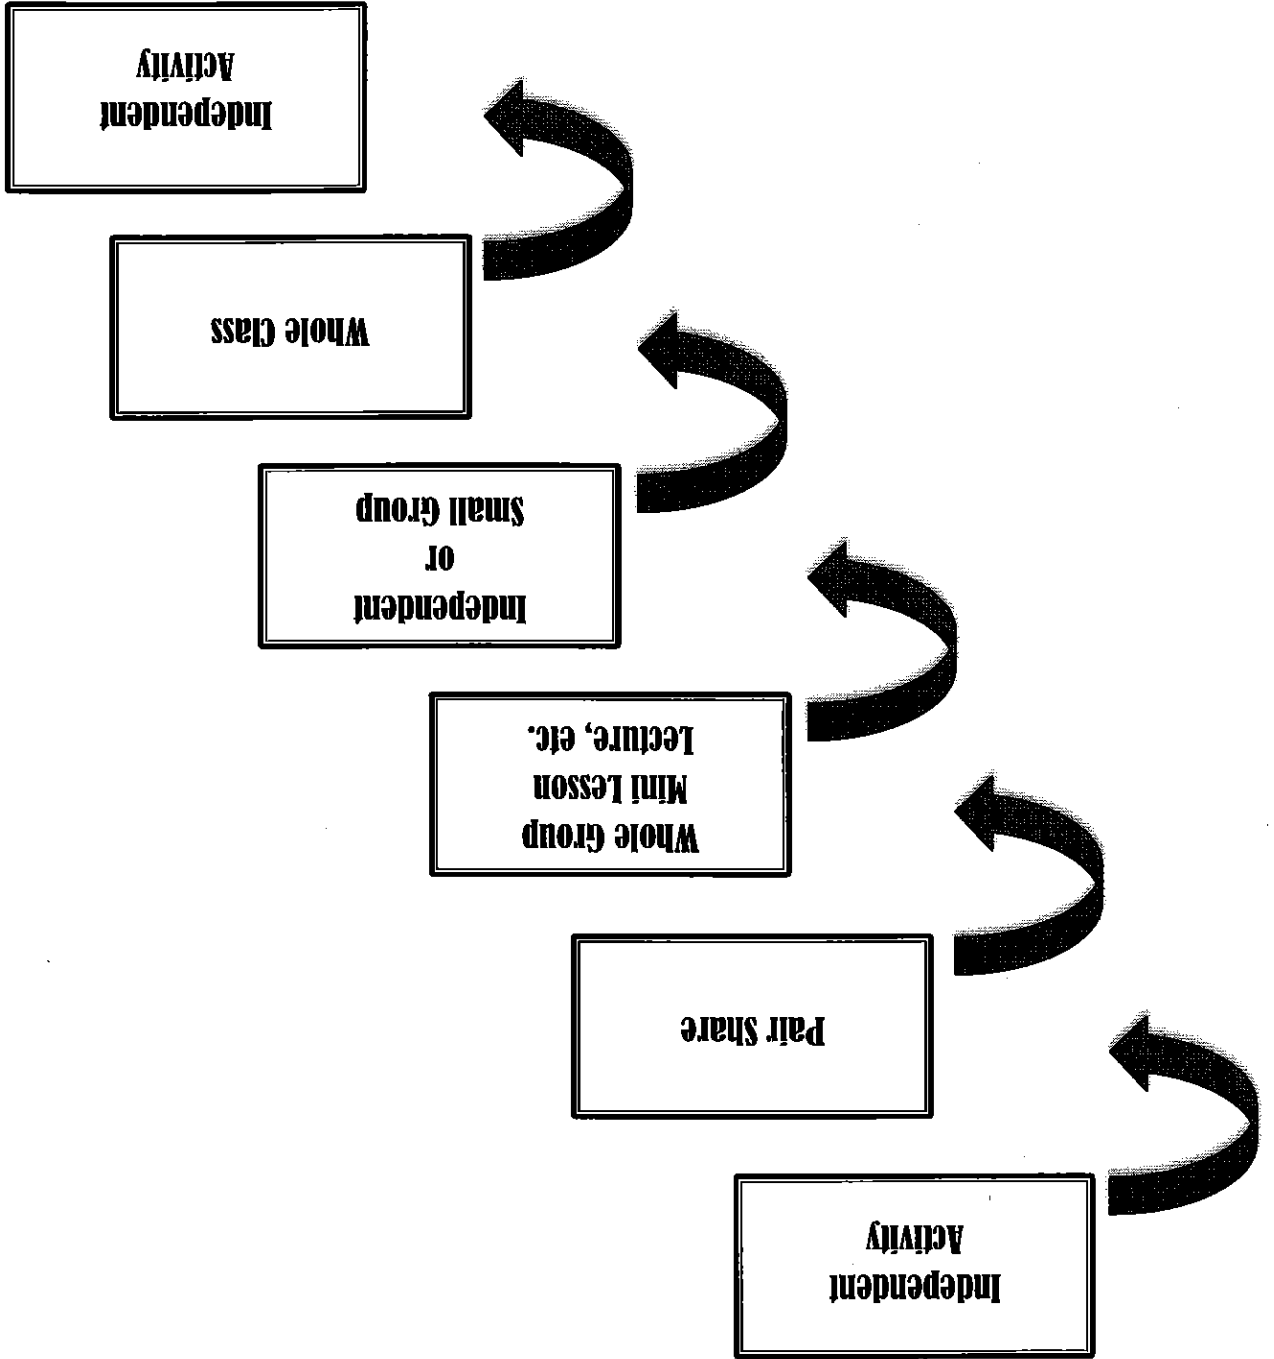 Independent
Activity
Pair Share
Whole Group
Mini Lesson
Lecture, etc.
Independent
or
Small Group
Whole Class
Independent
Activity